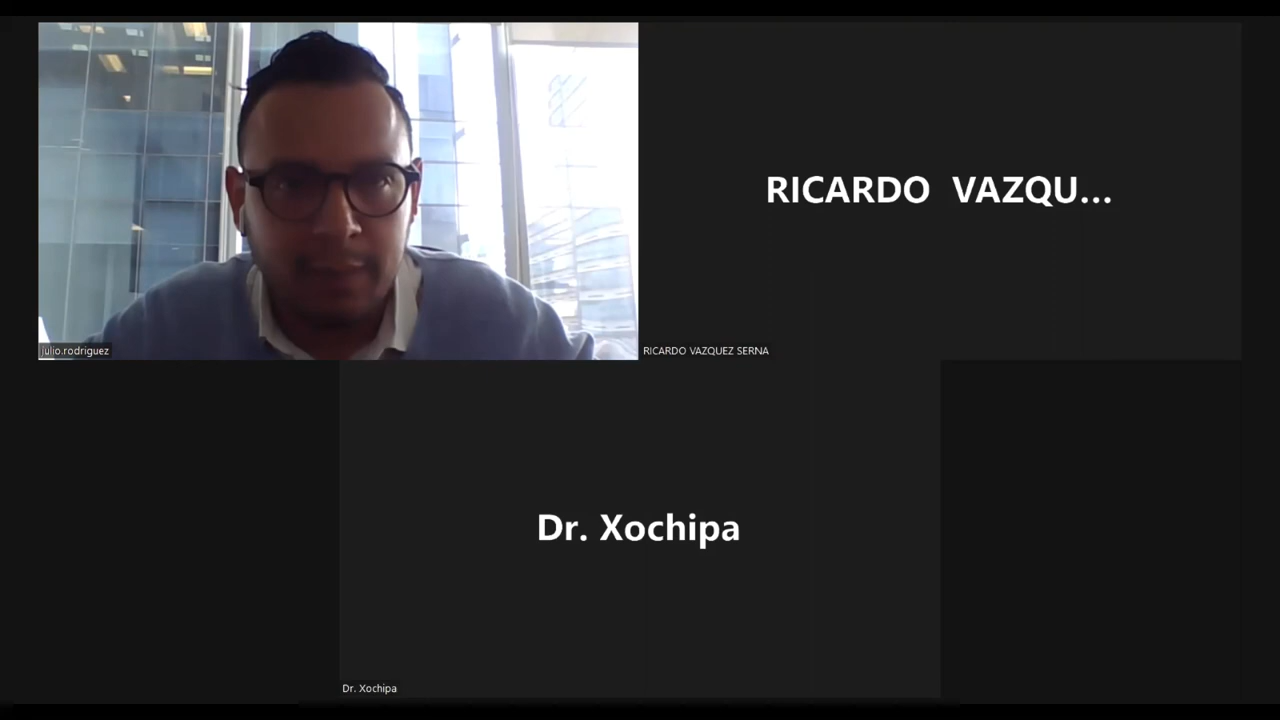 RICARDO  VAZQU...
julio.rodriguez
RICARDO VAZQUEZ SERNA
Dr. Xochipa
Dr. Xochipa